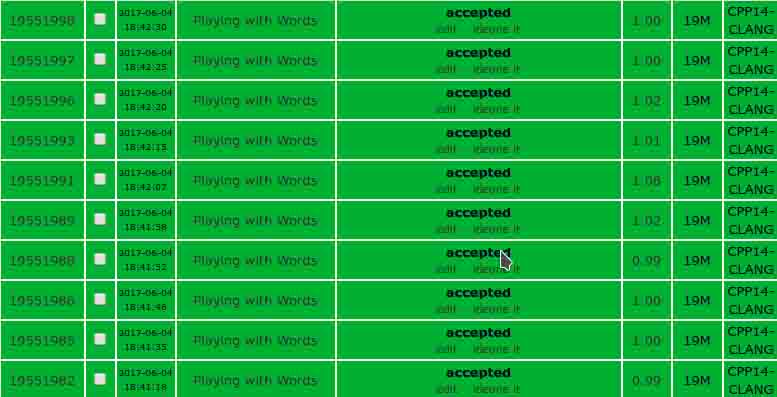 19551998
2017-06-04
18:42:30
Playing with Words
accepted
edit ideone it
1.00
19M
CPP14-
CLANG
19551997
2017-06-04
18:42:25
Playing with Words
accepted
edit ideone it
1.00
19M
CPP14-
CLANG
19551996
2017-06-04
18:42:20
Playing with Words
accepted
edit ideone it
1.02
19M
CPP14-
CLANG
19551993
2017-06-04
18:42:15
Playing with Words
accepted
edit ideone it
1.01
19M
CPP14-
CLANG
19551991
2017-06-04
18:42:07
Playing with Words
accepted
edit ideone it
1.06
19M
CPP14-
CLANG
19551989
2017-06-04
18:41:58
Playing with Words
accepted
edit ideone it
1.02
19M
CPP14-
CLANG
19551988
2017-06-04
18:41:52
Playing with Words
accepted
edit ideone it
0.99
19M
CPP14-
CLANG
19551986
2017-06-04
18:41:46
Playing with Words
accepted
edit ideone it
1.00
19M
CPP14-
CLANG
19551985
2017-06-04
18:41:35
Playing with Words
accepted
edit ideone it
1.00
19M
CPP14-
CLANG
19551982
2017-06-04
18:41:18
Playing with Words
accepted
edit ideone it
0.99
19M
CPP14-
CLANG